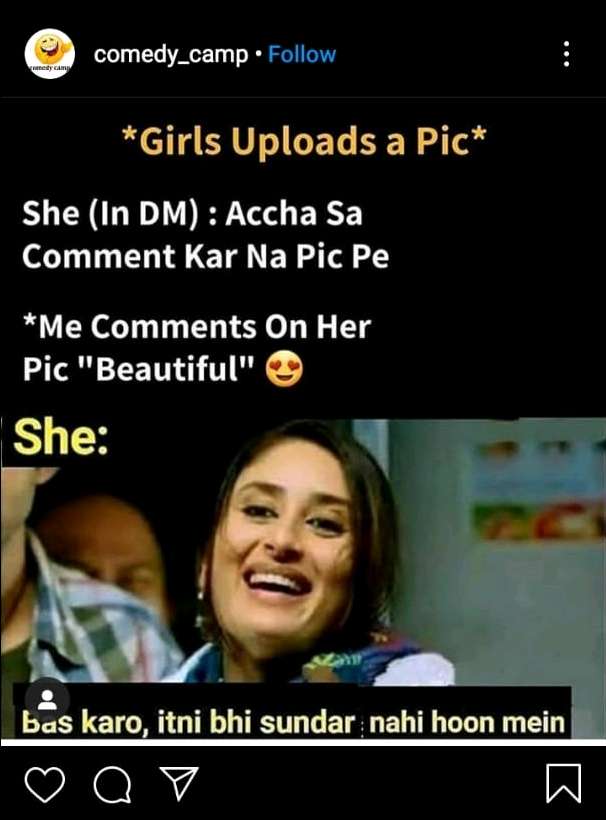 comedy_camp • Follow
*Girls Uploads a Pic*
She (In DM) : Accha Sa
Comment Kar Na Pic Pe
*Me Comments On Her
Pic "Beautiful" 😍
She:
Bas karo, itni bhi sundar nahi hoon mein